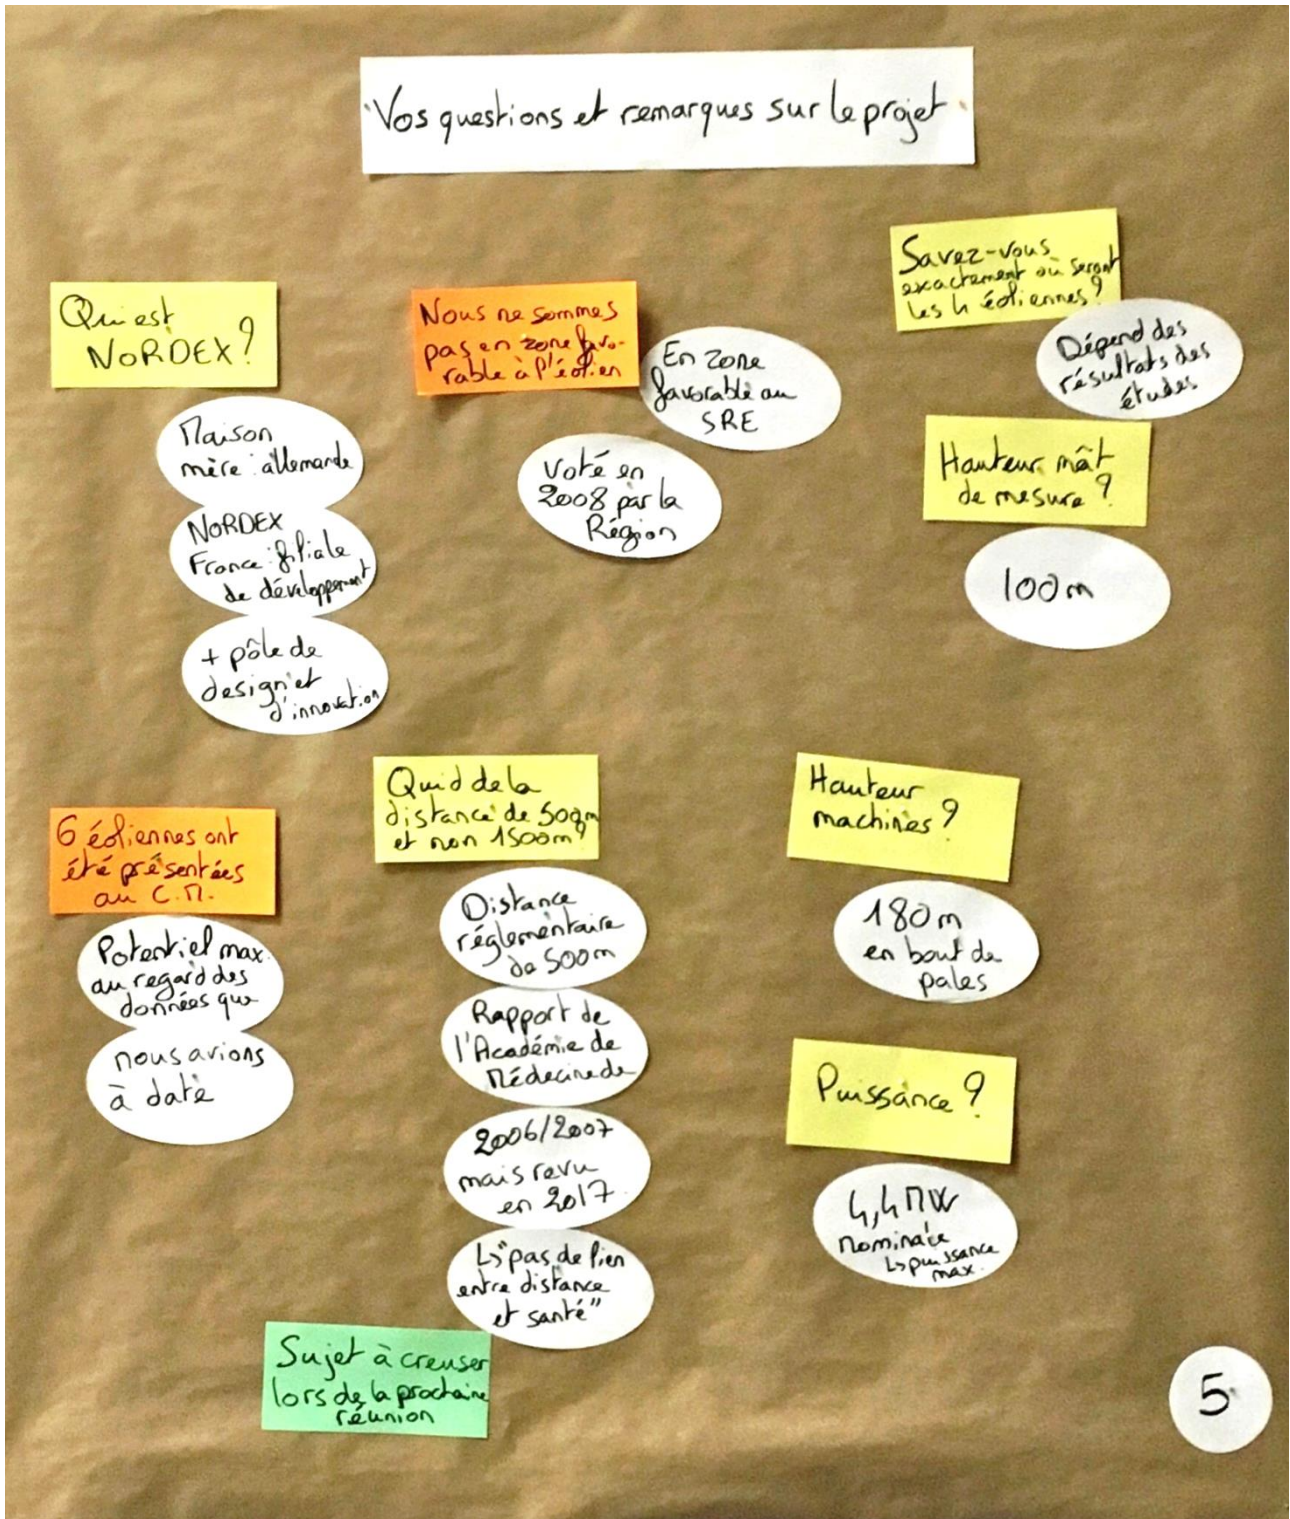 Vos questions et remarques sur le projet
Qui est
NORDEX ?
Maison
mère : allemande
NORDEX
France : filiale
de développement
+ pôle de
design et
d'innovation
Nous ne sommes
pas en zone favo-
rable à l'éolien
En zone
favorable au
SRE
Voté en
2008 par la
Région
Savez-vous
exactement où seront
les 4 éoliennes ?
Dépend des
résultats des
études
Hauteur mât
de mesure ?
100m
6 éoliennes ont
été présentées
au C.M.
Potentiel max.
au regard des
données que
nous avions
à date
Quid de la
distance de 500m
et non 1500m ?
Distance
réglementaire
de 500m
Rapport de
l'Académie de
Médecine de
2006/2007
mais revu
en 2017
↳ "pas de lien
entre distance
et santé"
Sujet à creuser
lors de la prochaine
réunion
Hauteur
machines ?
180m
en bout de
pales
Puissance ?
4,4 MW
nominale
↳ puissance
max.
5